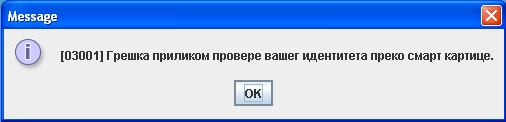 Message
[03001] Грешка приликом провере вашег идентитета преко смарт картице.
OK